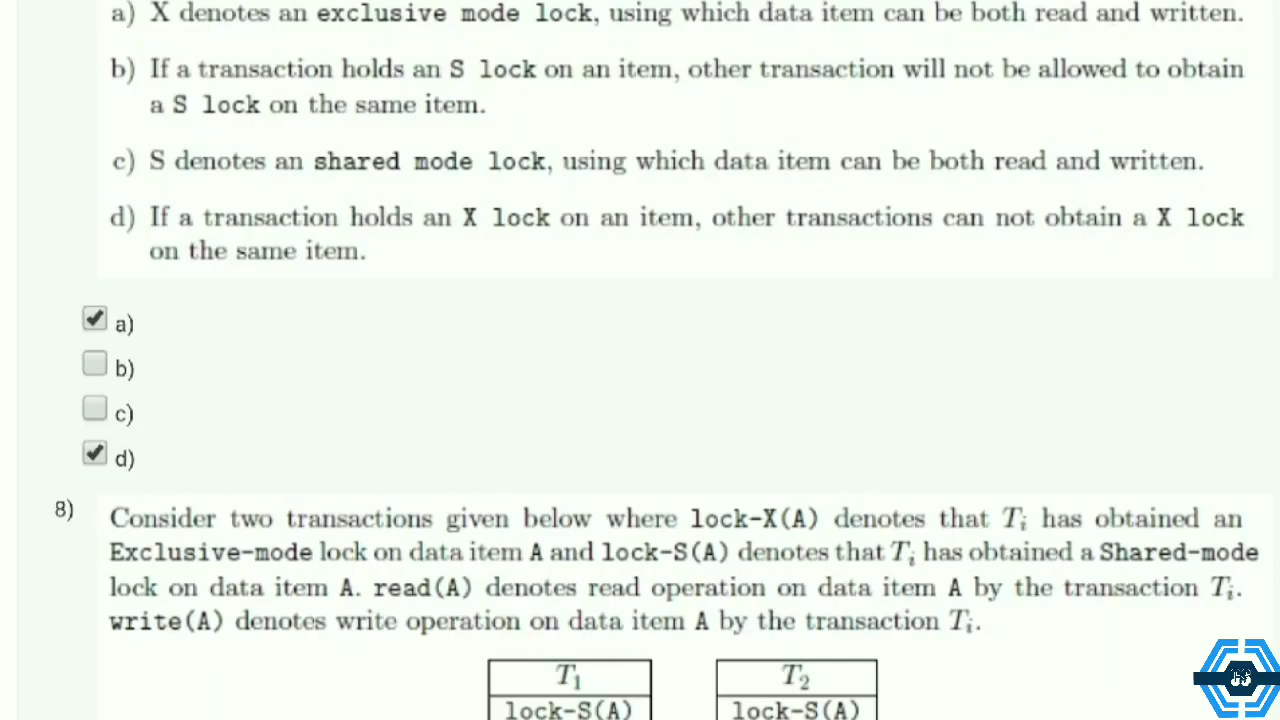 a) X denotes an exclusive mode lock, using which data item can be both read and written.
b) If a transaction holds an S lock on an item, other transaction will not be allowed to obtain
a S lock on the same item.
c) S denotes an shared mode lock, using which data item can be both read and written.
d) If a transaction holds an X lock on an item, other transactions can not obtain a X lock
on the same item.
a)
b)
c)
d)
8)
Consider two transactions given below where lock-X(A) denotes that Tᵢ has obtained an
Exclusive-mode lock on data item A and lock-S(A) denotes that Tᵢ has obtained a Shared-mode
lock on data item A. read(A) denotes read operation on data item A by the transaction Tᵢ.
write(A) denotes write operation on data item A by the transaction Tᵢ.
T₁ T₂
lock-S(A) lock-S(A)